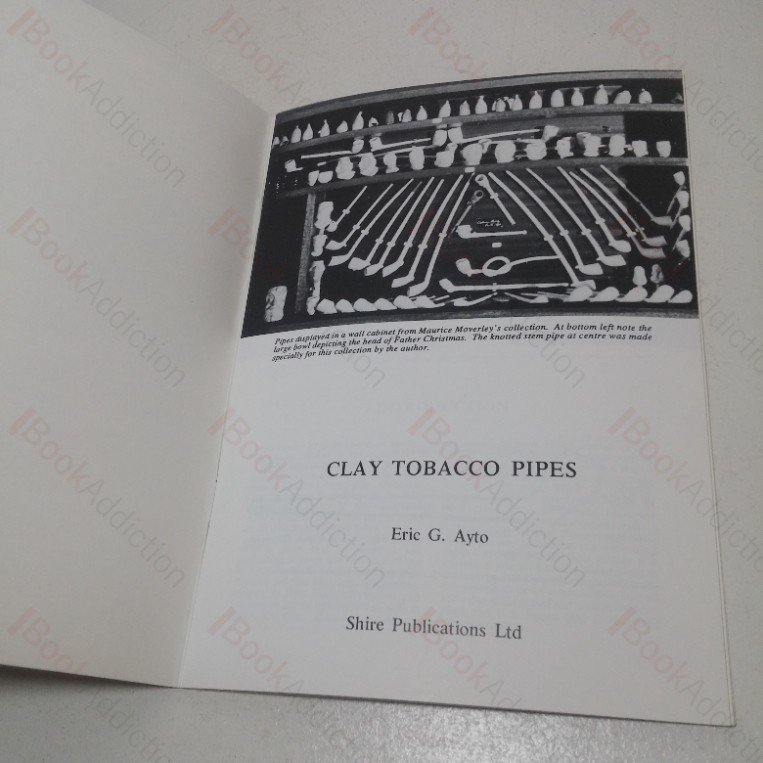 Pipes displayed in a wall cabinet from Maurice Moverley's collection. At bottom left note the
large bowl depicting the head of Father Christmas. The knotted stem pipe at centre was made
specially for this collection by the author.
CLAY TOBACCO PIPES
Eric G. Ayto
Shire Publications Ltd
BookAddiction